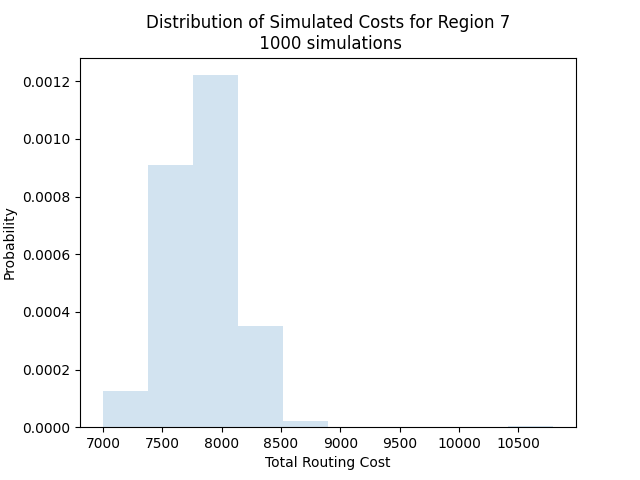 Distribution of Simulated Costs for Region 7
1000 simulations
0.0012
0.0010
0.0008
0.0006
0.0004
0.0002
0.0000
Probability
7000 7500 8000 8500 9000 9500 10000 10500
Total Routing Cost